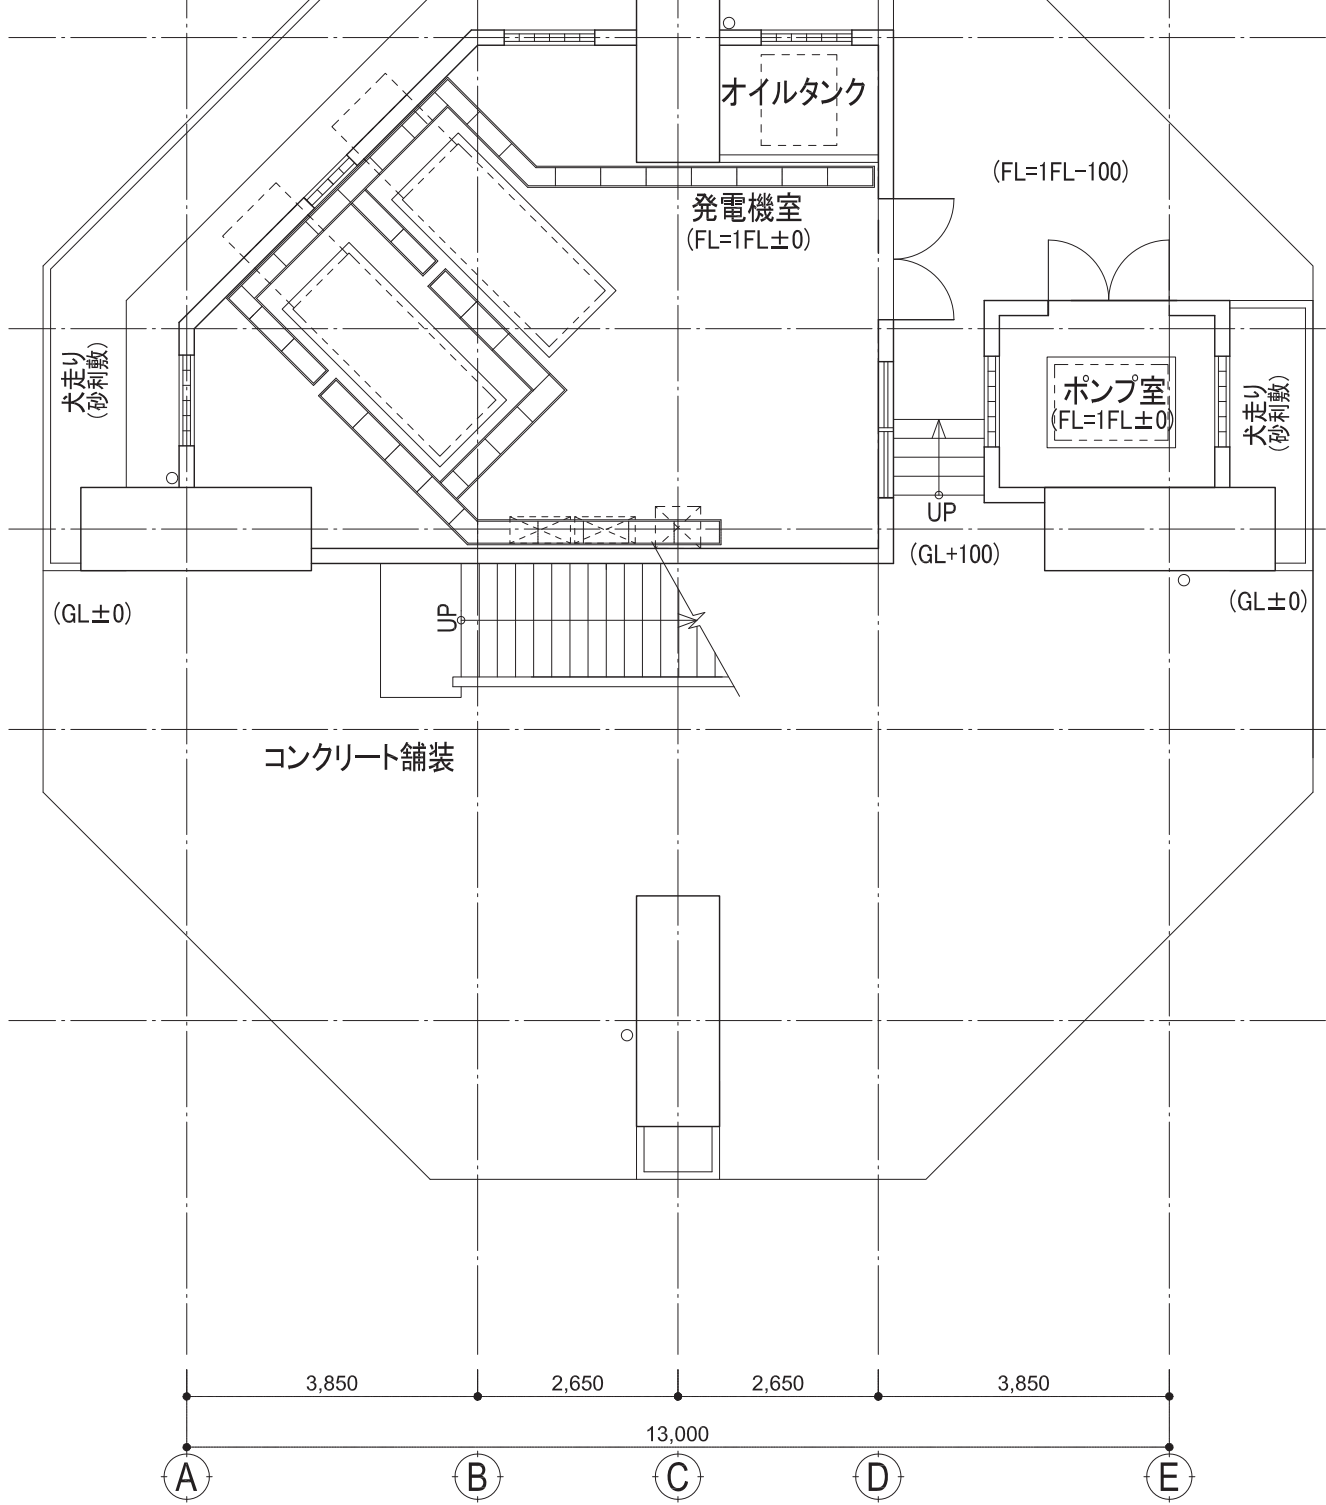 オイルタンク
(FL=1FL-100)
発電機室
(FL=1FL±0)
犬走り
(砂利敷)
ポンプ室
(FL=1FL±0)
犬走り
(砂利敷)
UP
(GL+100)
(GL±0)
UP
(GL±0)
コンクリート舗装
3,850
2,650
2,650
3,850
13,000
A
B
C
D
E